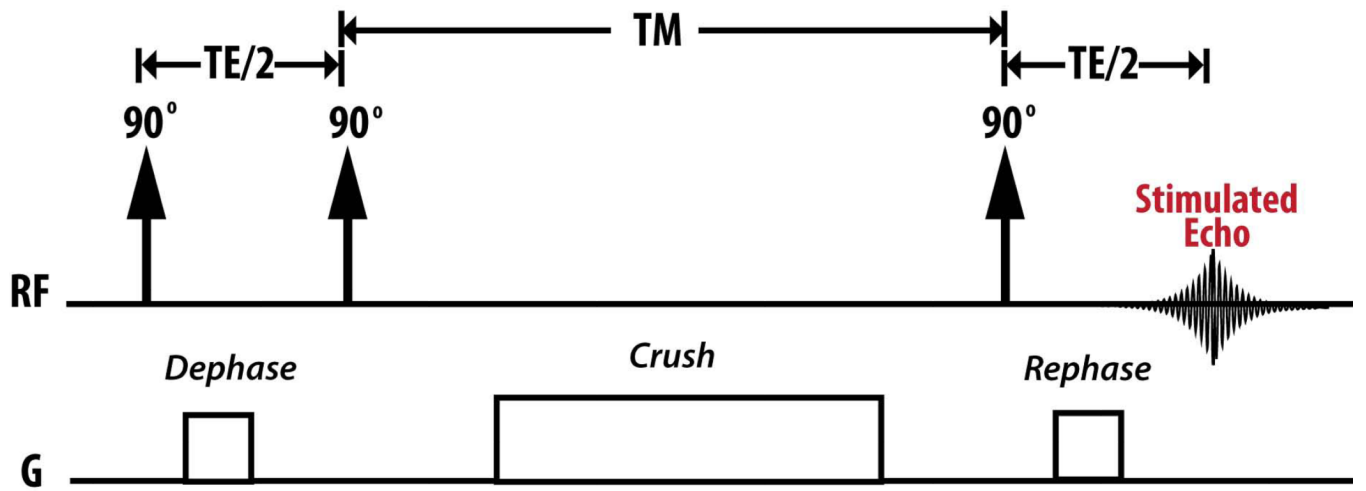 TM
TE/2 TE/2
90° 90° 90°
Stimulated
Echo
RF
Dephase Crush Rephase
G